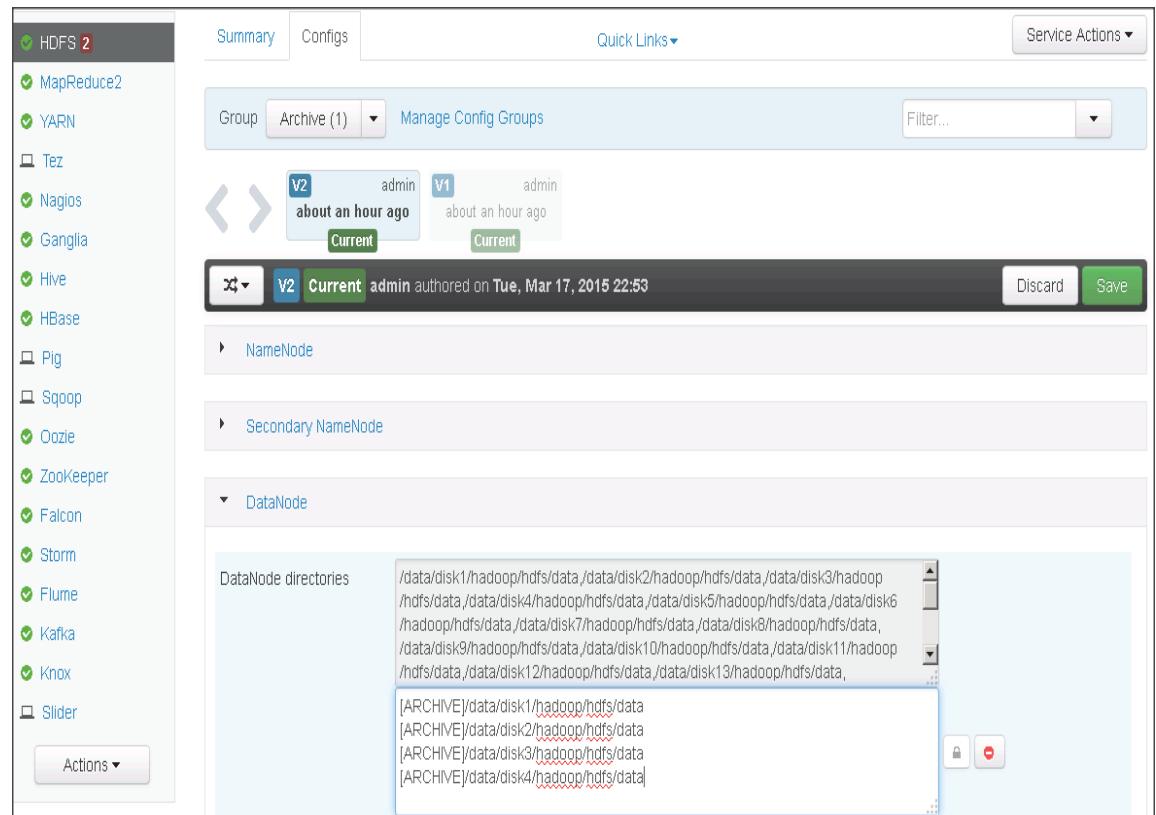 HDFS 2
MapReduce2
YARN
Tez
Nagios
Ganglia
Hive
HBase
Pig
Sqoop
Oozie
ZooKeeper
Falcon
Storm
Flume
Kafka
Knox
Slider
Actions
Summary Configs Quick Links Service Actions
Group Archive (1) Manage Config Groups Filter...
V2 admin V1 admin
about an hour ago about an hour ago
Current Current
V2 Current admin authored on Tue, Mar 17, 2015 22:53 Discard Save
NameNode
Secondary NameNode
DataNode
DataNode directories
/data/disk1/hadoop/hdfs/data,/data/disk2/hadoop/hdfs/data,/data/disk3/hadoop
/hdfs/data,/data/disk4/hadoop/hdfs/data,/data/disk5/hadoop/hdfs/data,/data/disk6
/hadoop/hdfs/data,/data/disk7/hadoop/hdfs/data,/data/disk8/hadoop/hdfs/data,
/data/disk9/hadoop/hdfs/data,/data/disk10/hadoop/hdfs/data,/data/disk11/hadoop
/hdfs/data,/data/disk12/hadoop/hdfs/data,/data/disk13/hadoop/hdfs/data,
[ARCHIVE]/data/disk1/hadoop/hdfs/data
[ARCHIVE]/data/disk2/hadoop/hdfs/data
[ARCHIVE]/data/disk3/hadoop/hdfs/data
[ARCHIVE]/data/disk4/hadoop/hdfs/data